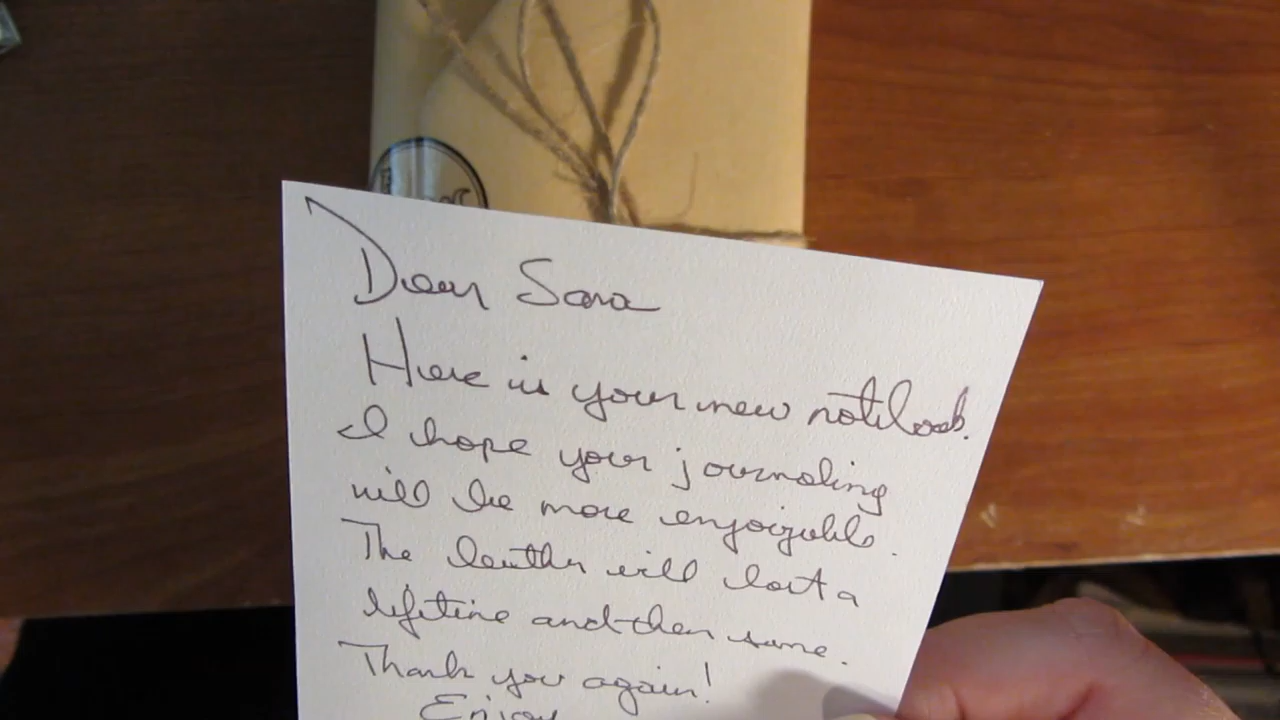 Dear Sara
Here is your new notebook.
I hope your journaling
will be more enjoyable.
The leather will last a
lifetime and then some.
Thank you again!
Enjoy